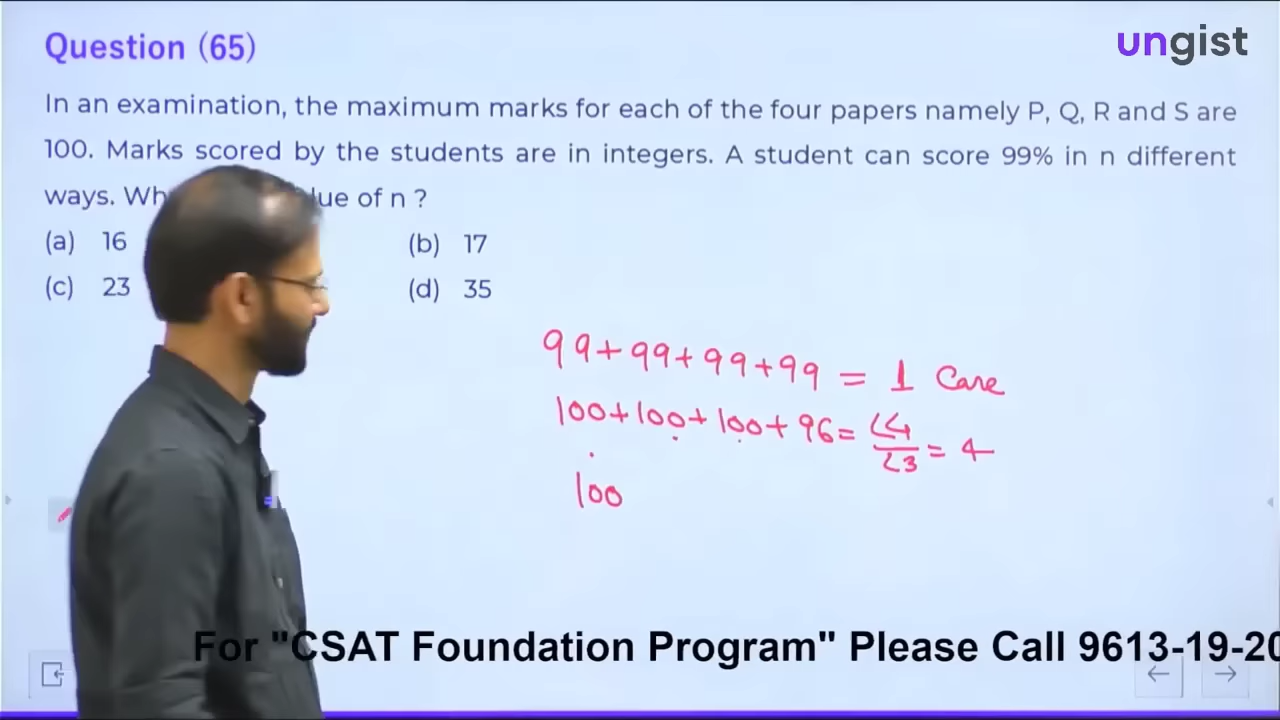 Question (65)
ungist
In an examination, the maximum marks for each of the four papers namely P, Q, R and S are
100. Marks scored by the students are in integers. A student can score 99% in n different
ways. Wh ue of n ?
(a) 16 (b) 17
(c) 23 (d) 35
99+99+99+99 = 1 Case
100+100+100+96= ∠4/∠3 = 4
100
For "CSAT Foundation Program" Please Call 9613-19-20